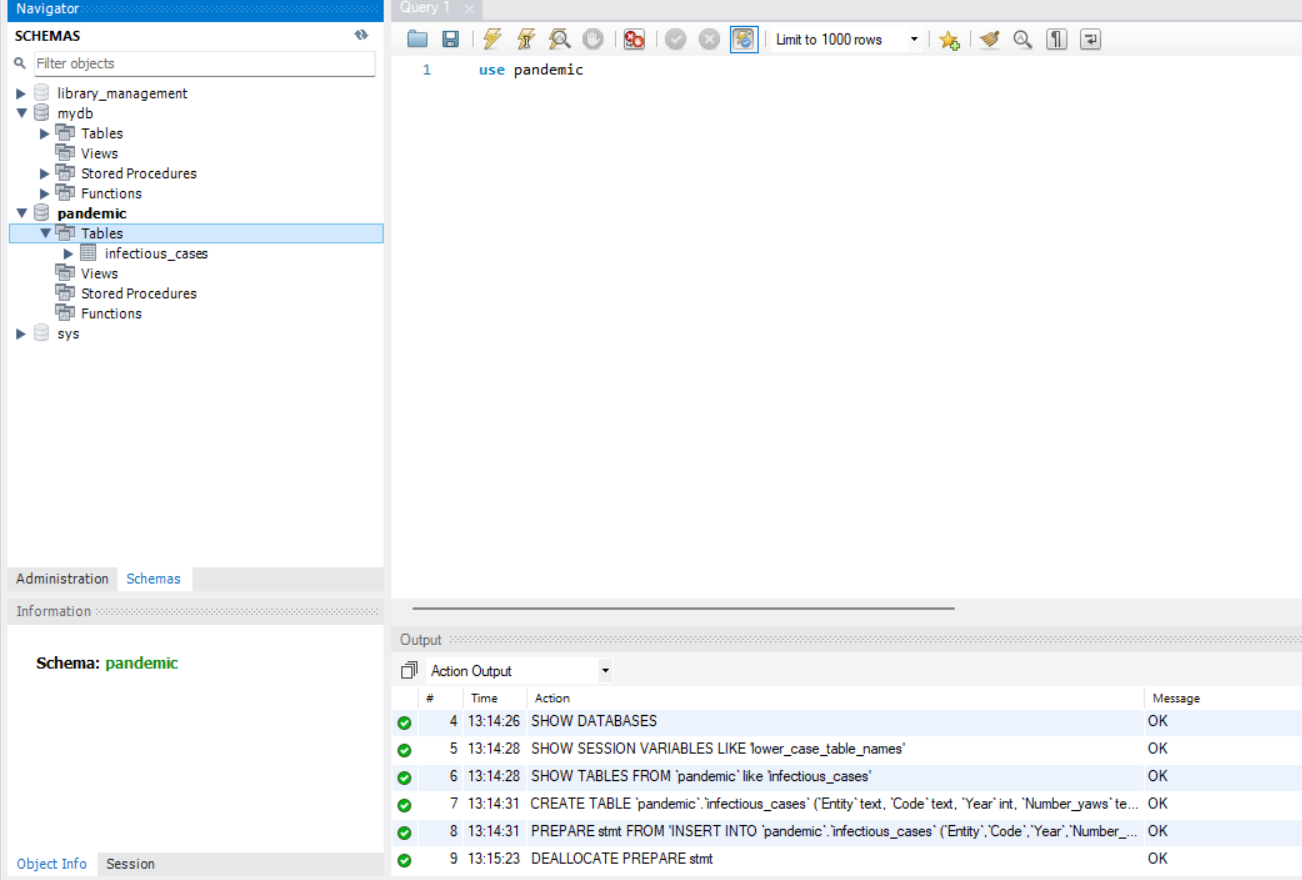 Navigator
SCHEMAS
Filter objects
library_management
mydb
Tables
Views
Stored Procedures
Functions
pandemic
Tables
infectious_cases
Views
Stored Procedures
Functions
sys
Administration Schemas
Information
Schema: pandemic
Object Info Session
Query 1
Limit to 1000 rows
1 use pandemic
Output
Action Output
# Time Action Message
4 13:14:26 SHOW DATABASES OK
5 13:14:28 SHOW SESSION VARIABLES LIKE 'lower_case_table_names' OK
6 13:14:28 SHOW TABLES FROM `pandemic` like 'infectious_cases' OK
7 13:14:31 CREATE TABLE `pandemic`.`infectious_cases` (`Entity` text, `Code` text, `Year` int, `Number_yaws` te... OK
8 13:14:31 PREPARE stmt FROM 'INSERT INTO `pandemic`.`infectious_cases` (`Entity`,`Code`,`Year`,`Number_... OK
9 13:15:23 DEALLOCATE PREPARE stmt OK